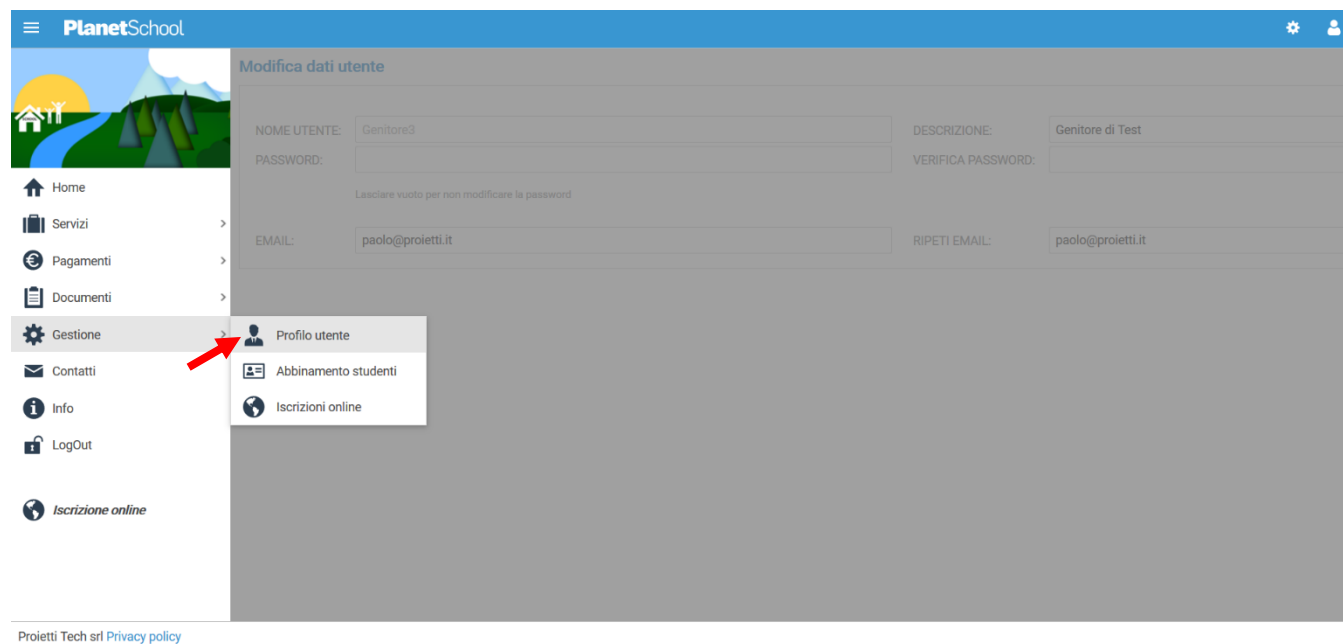 PlanetSchool
Modifica dati utente
NOME UTENTE: Genitore3 DESCRIZIONE: Genitore di Test
PASSWORD: VERIFICA PASSWORD:
Lasciare vuoto per non modificare la password
EMAIL: paolo@proietti.it RIPETI EMAIL: paolo@proietti.it
Home
Servizi
Pagamenti
Documenti
Gestione
Profilo utente
Abbinamento studenti
Iscrizioni online
Contatti
Info
LogOut
Iscrizione online
Proietti Tech srl Privacy policy